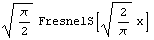 √(π/2) FresnelS[√(2/π) x]